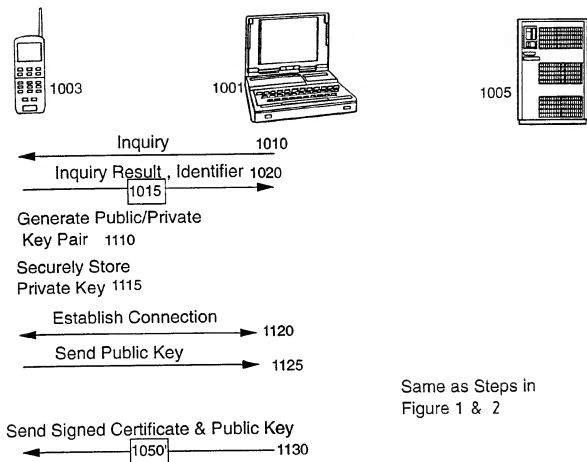 1003
1001
1005
Inquiry 1010
Inquiry Result , Identifier 1020
1015
Generate Public/Private
Key Pair 1110
Securely Store
Private Key 1115
Establish Connection
1120
Send Public Key
1125
Same as Steps in
Figure 1 & 2
Send Signed Certificate & Public Key
1050' 1130